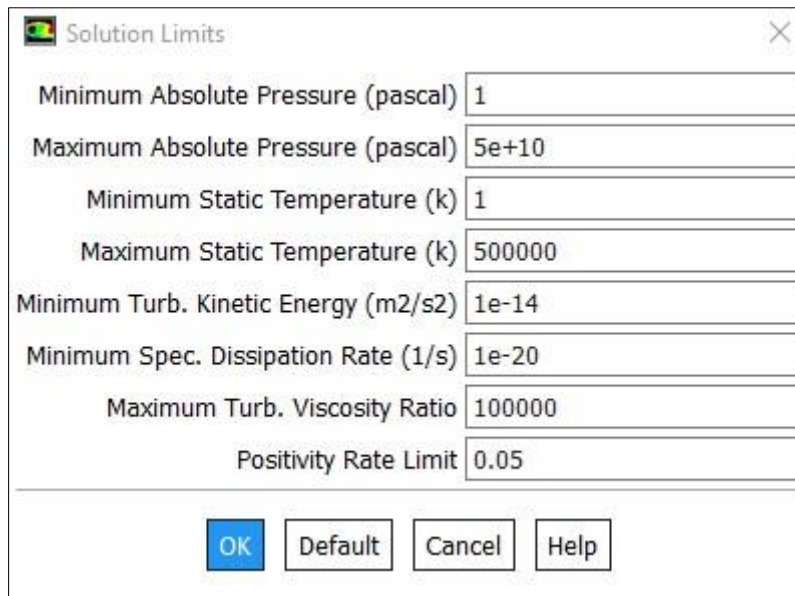 Solution Limits
Minimum Absolute Pressure (pascal) 1
Maximum Absolute Pressure (pascal) 5e+10
Minimum Static Temperature (k) 1
Maximum Static Temperature (k) 500000
Minimum Turb. Kinetic Energy (m2/s2) 1e-14
Minimum Spec. Dissipation Rate (1/s) 1e-20
Maximum Turb. Viscosity Ratio 100000
Positivity Rate Limit 0.05
OK Default Cancel Help